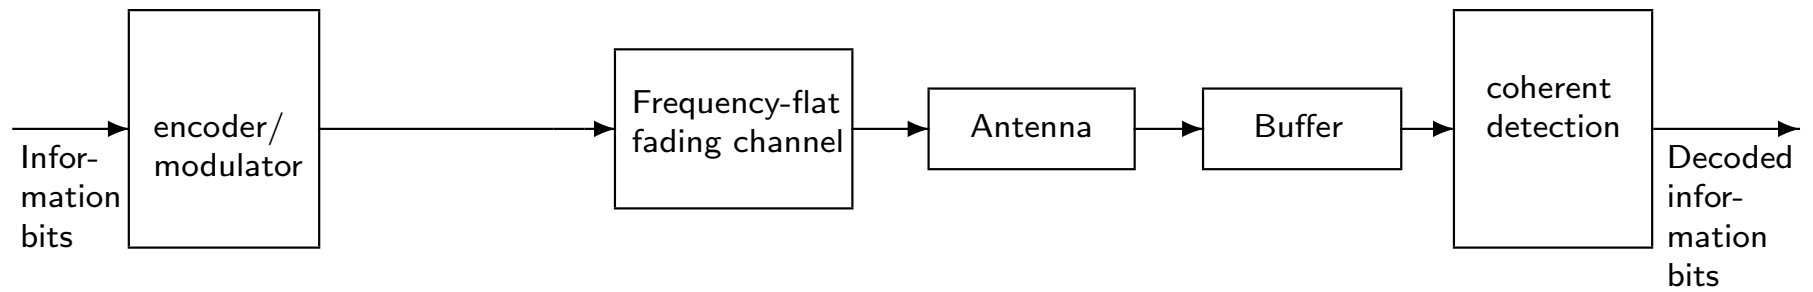 Infor-
mation
bits
encoder/
modulator
Frequency-flat
fading channel
Antenna
Buffer
coherent
detection
Decoded
infor-
mation
bits